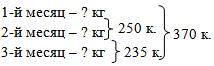 1-й месяц – ? кг
2-й месяц – ? кг 250 к. 370 к.
3-й месяц – ? кг 235 к.